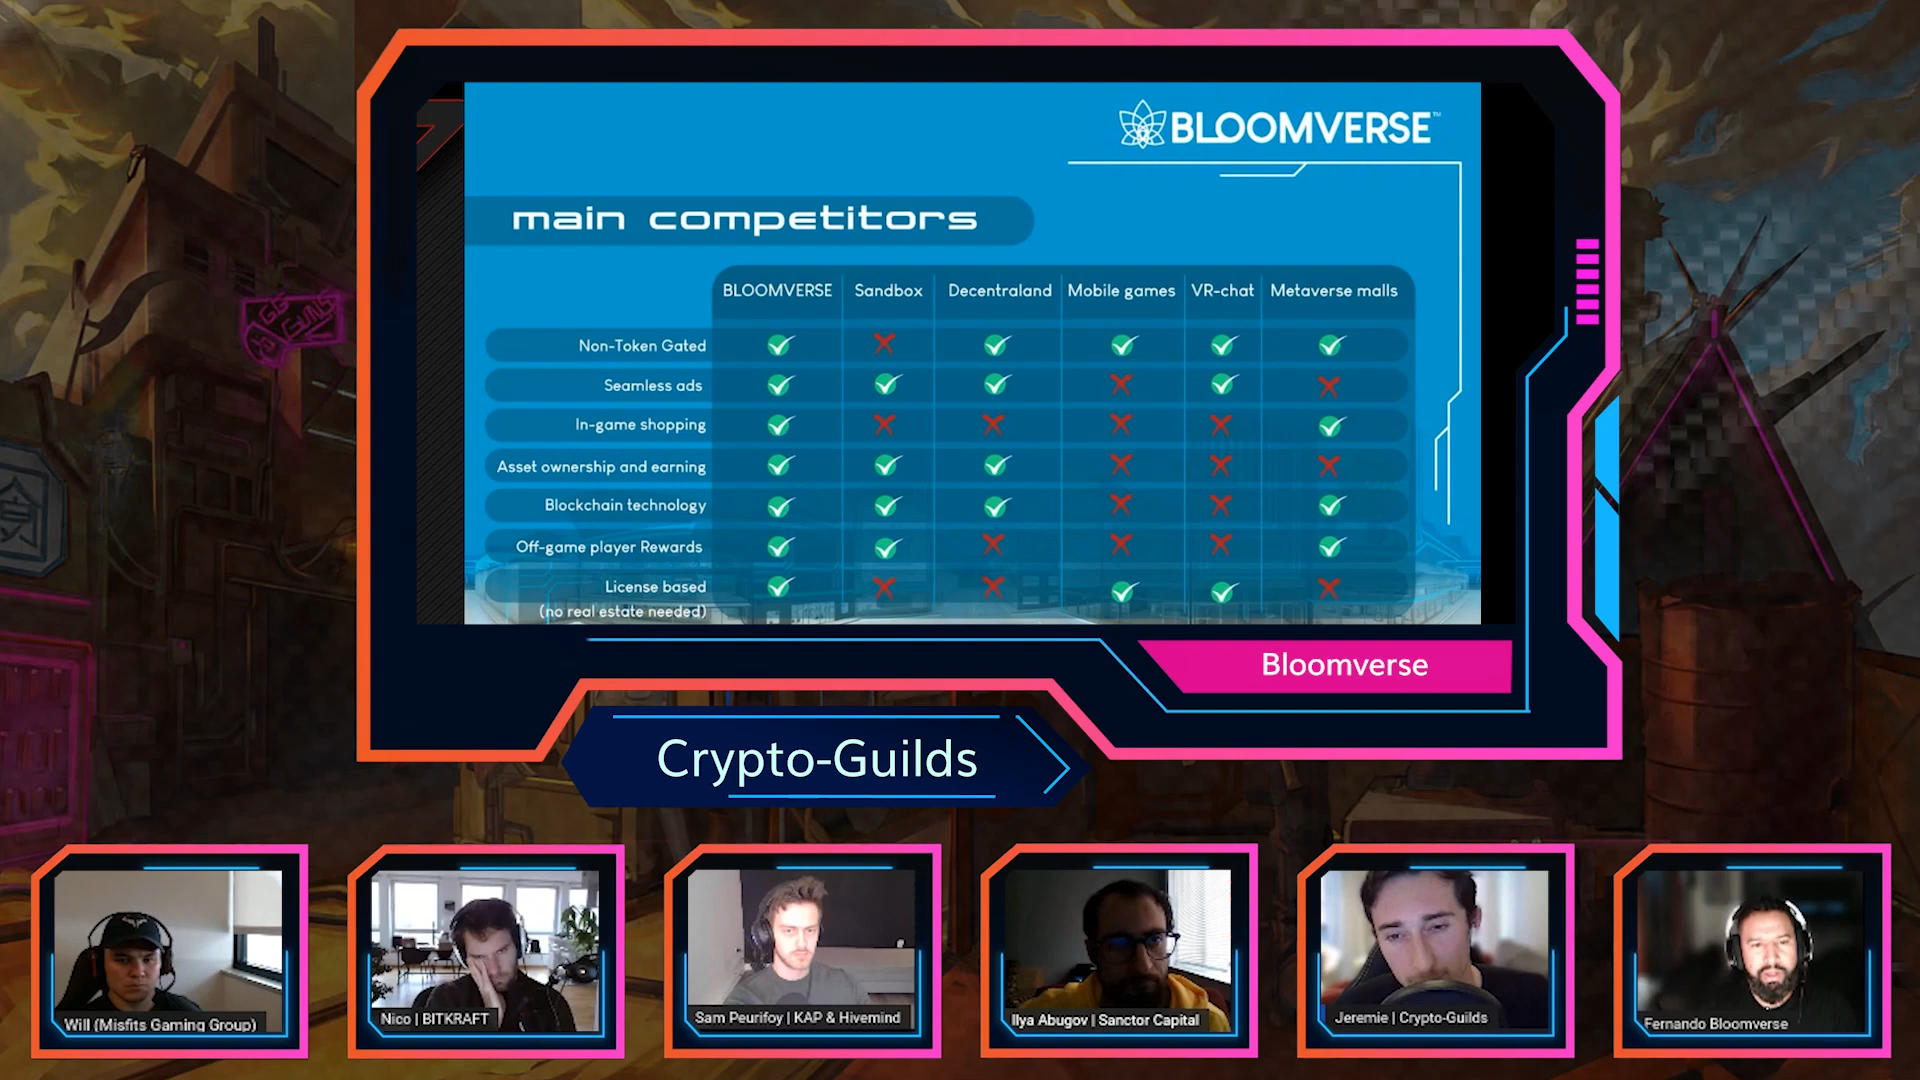 BLOOMVERSE™
main competitors
BLOOMVERSE Sandbox Decentraland Mobile games VR-chat Metaverse malls
Non-Token Gated
Seamless ads
In-game shopping
Asset ownership and earning
Blockchain technology
Off-game player Rewards
License based
(no real estate needed)
Bloomverse
Crypto-Guilds
Will (Misfits Gaming Group)
Nico | BITKRAFT
Sam Peurifoy | KAP & Hivemind
Ilya Abugov | Sanctor Capital
Jeremie | Crypto-Guilds
Fernando Bloomverse